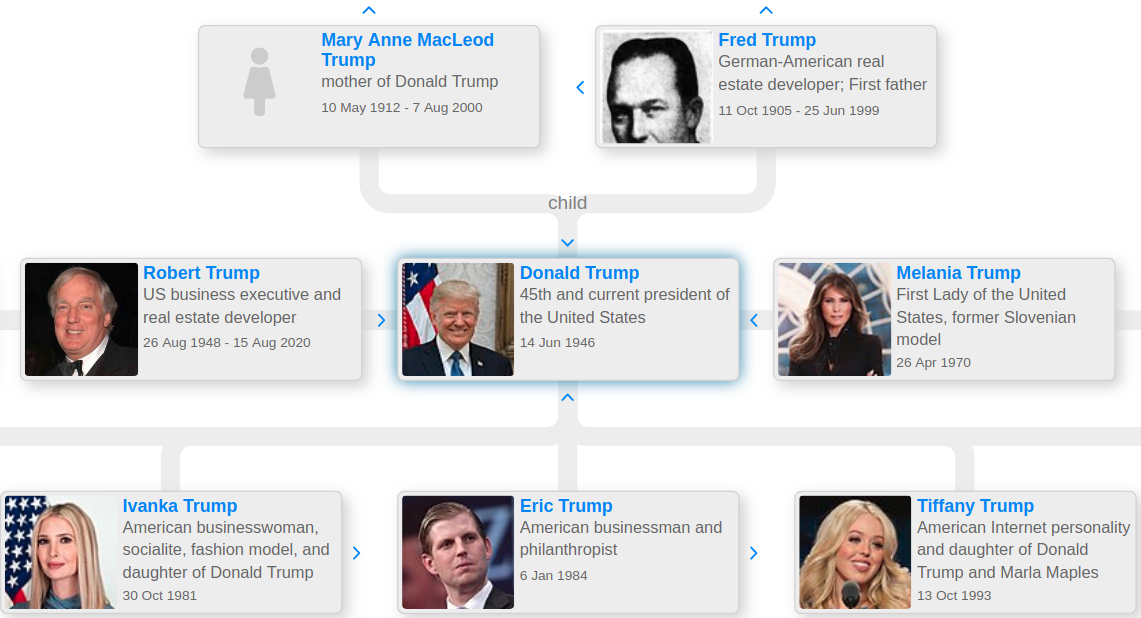 Mary Anne MacLeod
Trump
mother of Donald Trump
10 May 1912 - 7 Aug 2000
Fred Trump
German-American real
estate developer; First father
11 Oct 1905 - 25 Jun 1999
child
Robert Trump
US business executive and
real estate developer
26 Aug 1948 - 15 Aug 2020
Donald Trump
45th and current president of
the United States
14 Jun 1946
Melania Trump
First Lady of the United
States, former Slovenian
model
26 Apr 1970
Ivanka Trump
American businesswoman,
socialite, fashion model, and
daughter of Donald Trump
30 Oct 1981
Eric Trump
American businessman and
philanthropist
6 Jan 1984
Tiffany Trump
American Internet personality
and daughter of Donald
Trump and Marla Maples
13 Oct 1993